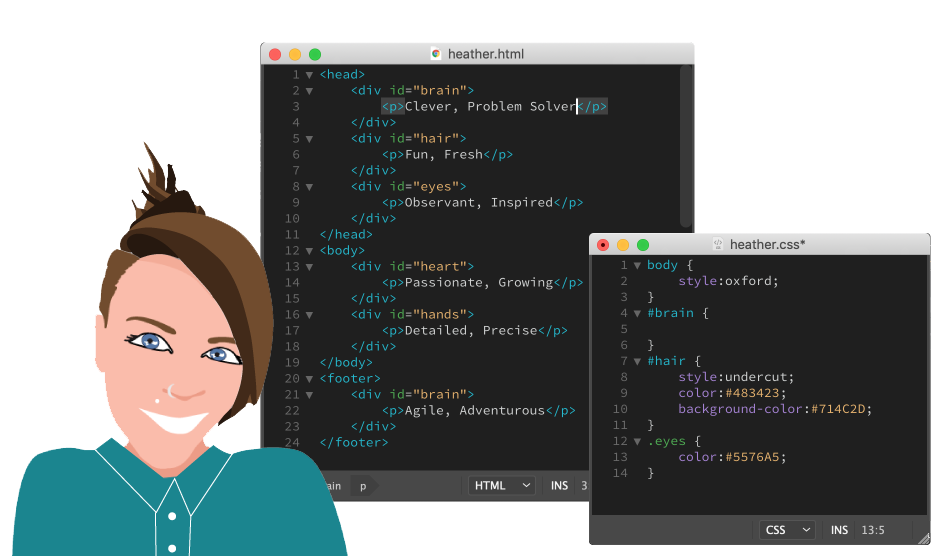 heather.html
1 <head>
2 <div id="brain">
3 <p>Clever, Problem Solver</p>
4 </div>
5 <div id="hair">
6 <p>Fun, Fresh</p>
7 </div>
8 <div id="eyes">
9 <p>Observant, Inspired</p>
10 </div>
11 </head>
12 <body>
13 <div id="heart">
14 <p>Passionate, Growing</p>
15 </div>
16 <div id="hands">
17 <p>Detailed, Precise</p>
18 </div>
19 </body>
20 <footer>
21 <div id="brain">
22 <p>Agile, Adventurous</p>
23 </div>
24 </footer>
ain p HTML INS 3
heather.css*
1 body {
2 style:oxford;
3 }
4 #brain {
5
6 }
7 #hair {
8 style:undercut;
9 color:#483423;
10 background-color:#714C2D;
11 }
12 .eyes {
13 color:#5576A5;
14 }
CSS INS 13:5